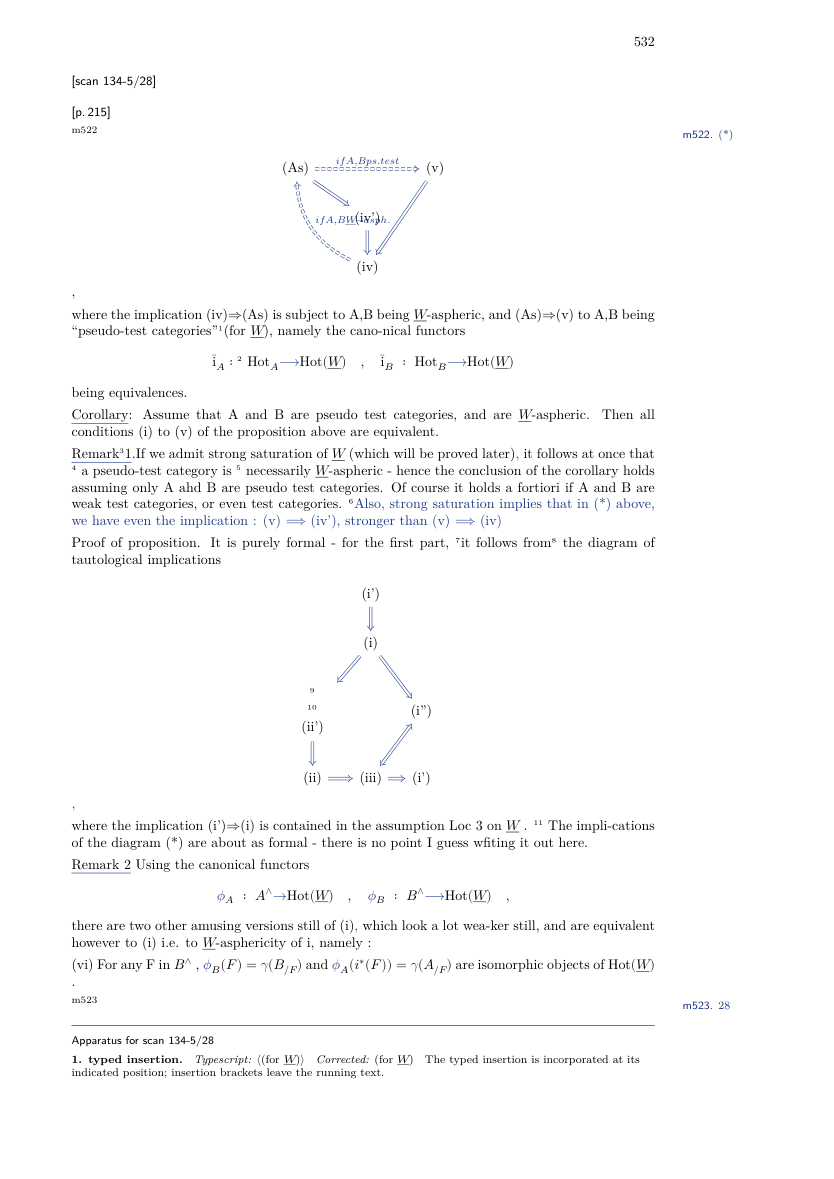 532
[scan 134-5/28]
[p. 215]
m522
m522. (*)
(As) ifA,Bps.test (v)
(iv')
ifA,BW-asph.
(iv)
,
where the implication (iv)⇒(As) is subject to A,B being W-aspheric, and (As)⇒(v) to A,B being
“pseudo-test categories”¹(for W), namely the cano-nical functors
ī_A : ² Hot_A⟶Hot(W) , ī_B : Hot_B⟶Hot(W)
being equivalences.
Corollary: Assume that A and B are pseudo test categories, and are W-aspheric. Then all
conditions (i) to (v) of the proposition above are equivalent.
Remark³1.If we admit strong saturation of W (which will be proved later), it follows at once that
⁴ a pseudo-test category is ⁵ necessarily W-aspheric - hence the conclusion of the corollary holds
assuming only A ahd B are pseudo test categories. Of course it holds a fortiori if A and B are
weak test categories, or even test categories. ⁶Also, strong saturation implies that in (*) above,
we have even the implication : (v) ⟹ (iv'), stronger than (v) ⟹ (iv)
Proof of proposition. It is purely formal - for the first part, ⁷it follows from⁸ the diagram of
tautological implications
(i')
(i)
9
10
(i”)
(ii')
(ii) ⟹ (iii) ⟹ (i')
,
where the implication (i')⇒(i) is contained in the assumption Loc 3 on W . ¹¹ The impli-cations
of the diagram (*) are about as formal - there is no point I guess wfiting it out here.
Remark 2 Using the canonical functors
ϕ_A : A^∧→Hot(W) , ϕ_B : B^∧⟶Hot(W) ,
there are two other amusing versions still of (i), which look a lot wea-ker still, and are equivalent
however to (i) i.e. to W-asphericity of i, namely :
(vi) For any F in B^∧ , ϕ_B(F) = γ(B_/F) and ϕ_A(i*(F)) = γ(A_/F) are isomorphic objects of Hot(W)
.
m523
m523. 28
Apparatus for scan 134-5/28
1. typed insertion. Typescript: ⟨(for W)⟩ Corrected: (for W) The typed insertion is incorporated at its
indicated position; insertion brackets leave the running text.